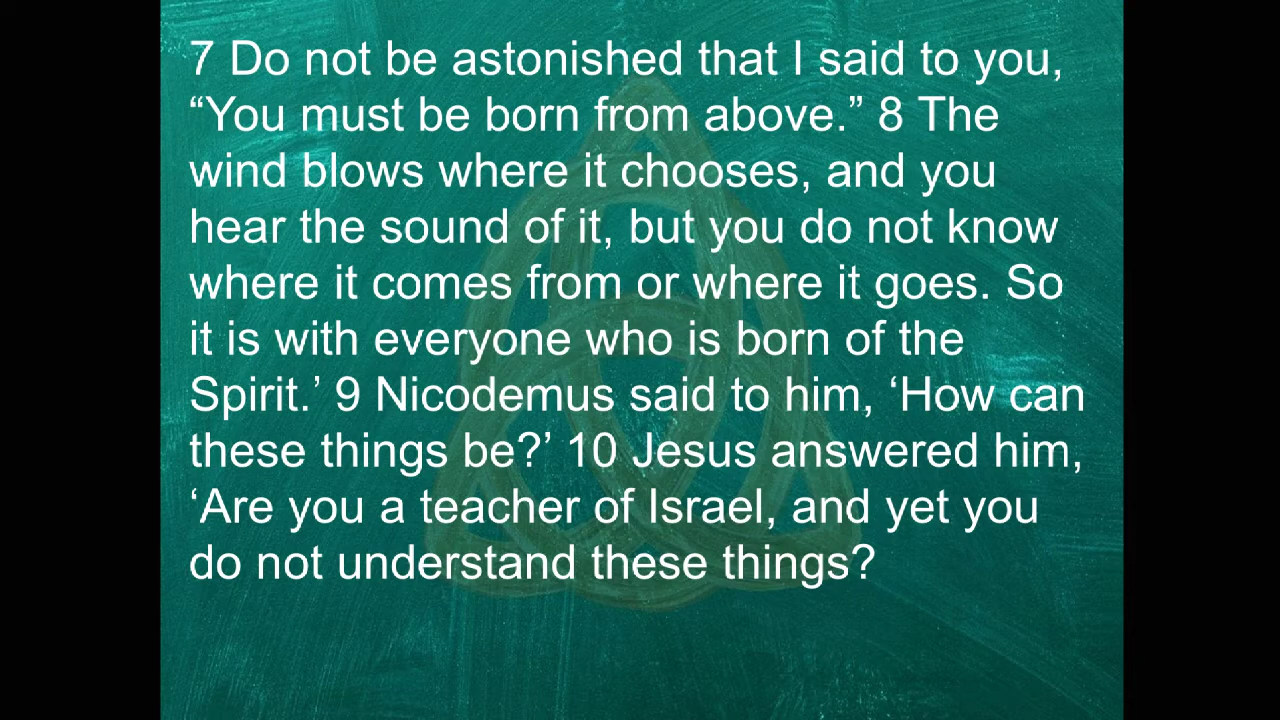 7 Do not be astonished that I said to you,
“You must be born from above.” 8 The
wind blows where it chooses, and you
hear the sound of it, but you do not know
where it comes from or where it goes. So
it is with everyone who is born of the
Spirit.’ 9 Nicodemus said to him, ‘How can
these things be?’ 10 Jesus answered him,
‘Are you a teacher of Israel, and yet you
do not understand these things?